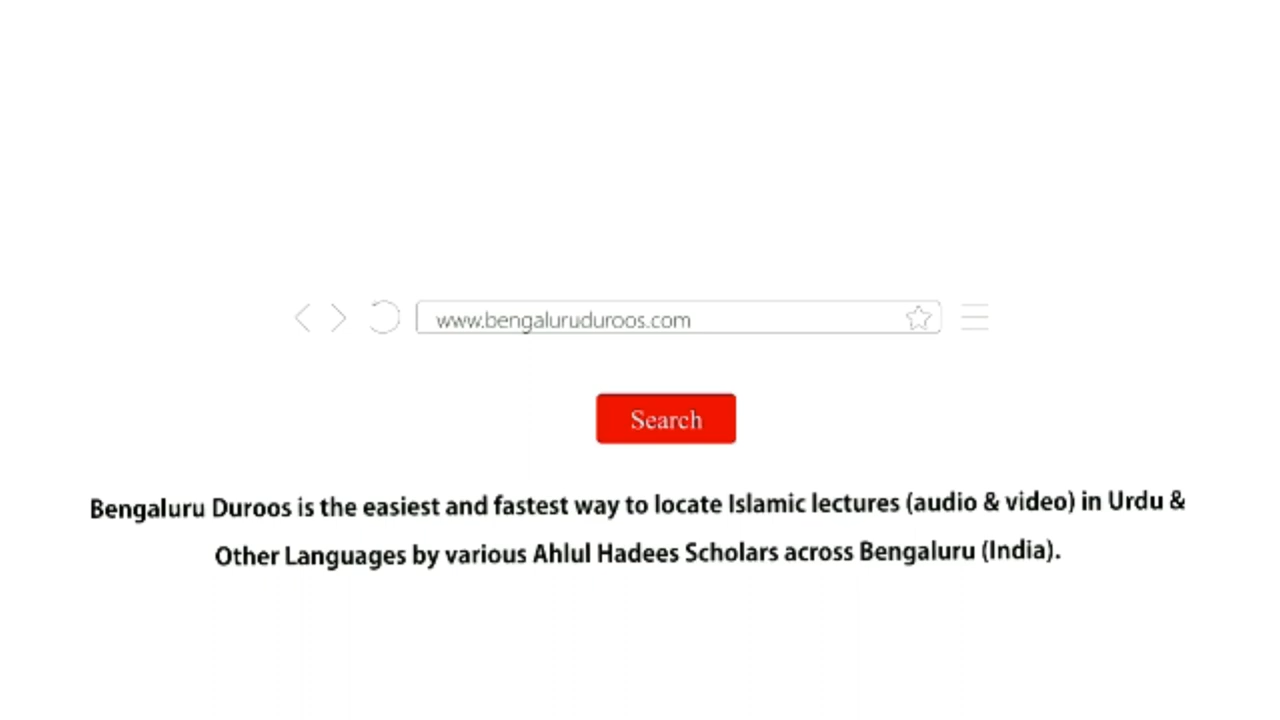 www.bengaluruduroos.com
Search
Bengaluru Duroos is the easiest and fastest way to locate Islamic lectures (audio & video) in Urdu &
Other Languages by various Ahlul Hadees Scholars across Bengaluru (India).